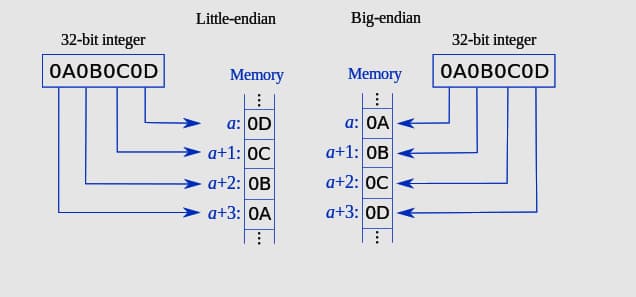 Little-endian
Big-endian
32-bit integer
32-bit integer
0A0B0C0D
Memory
Memory
0A0B0C0D
⋮
⋮
a: 0D
a: 0A
a+1: 0C
a+1: 0B
a+2: 0B
a+2: 0C
a+3: 0A
a+3: 0D
⋮
⋮